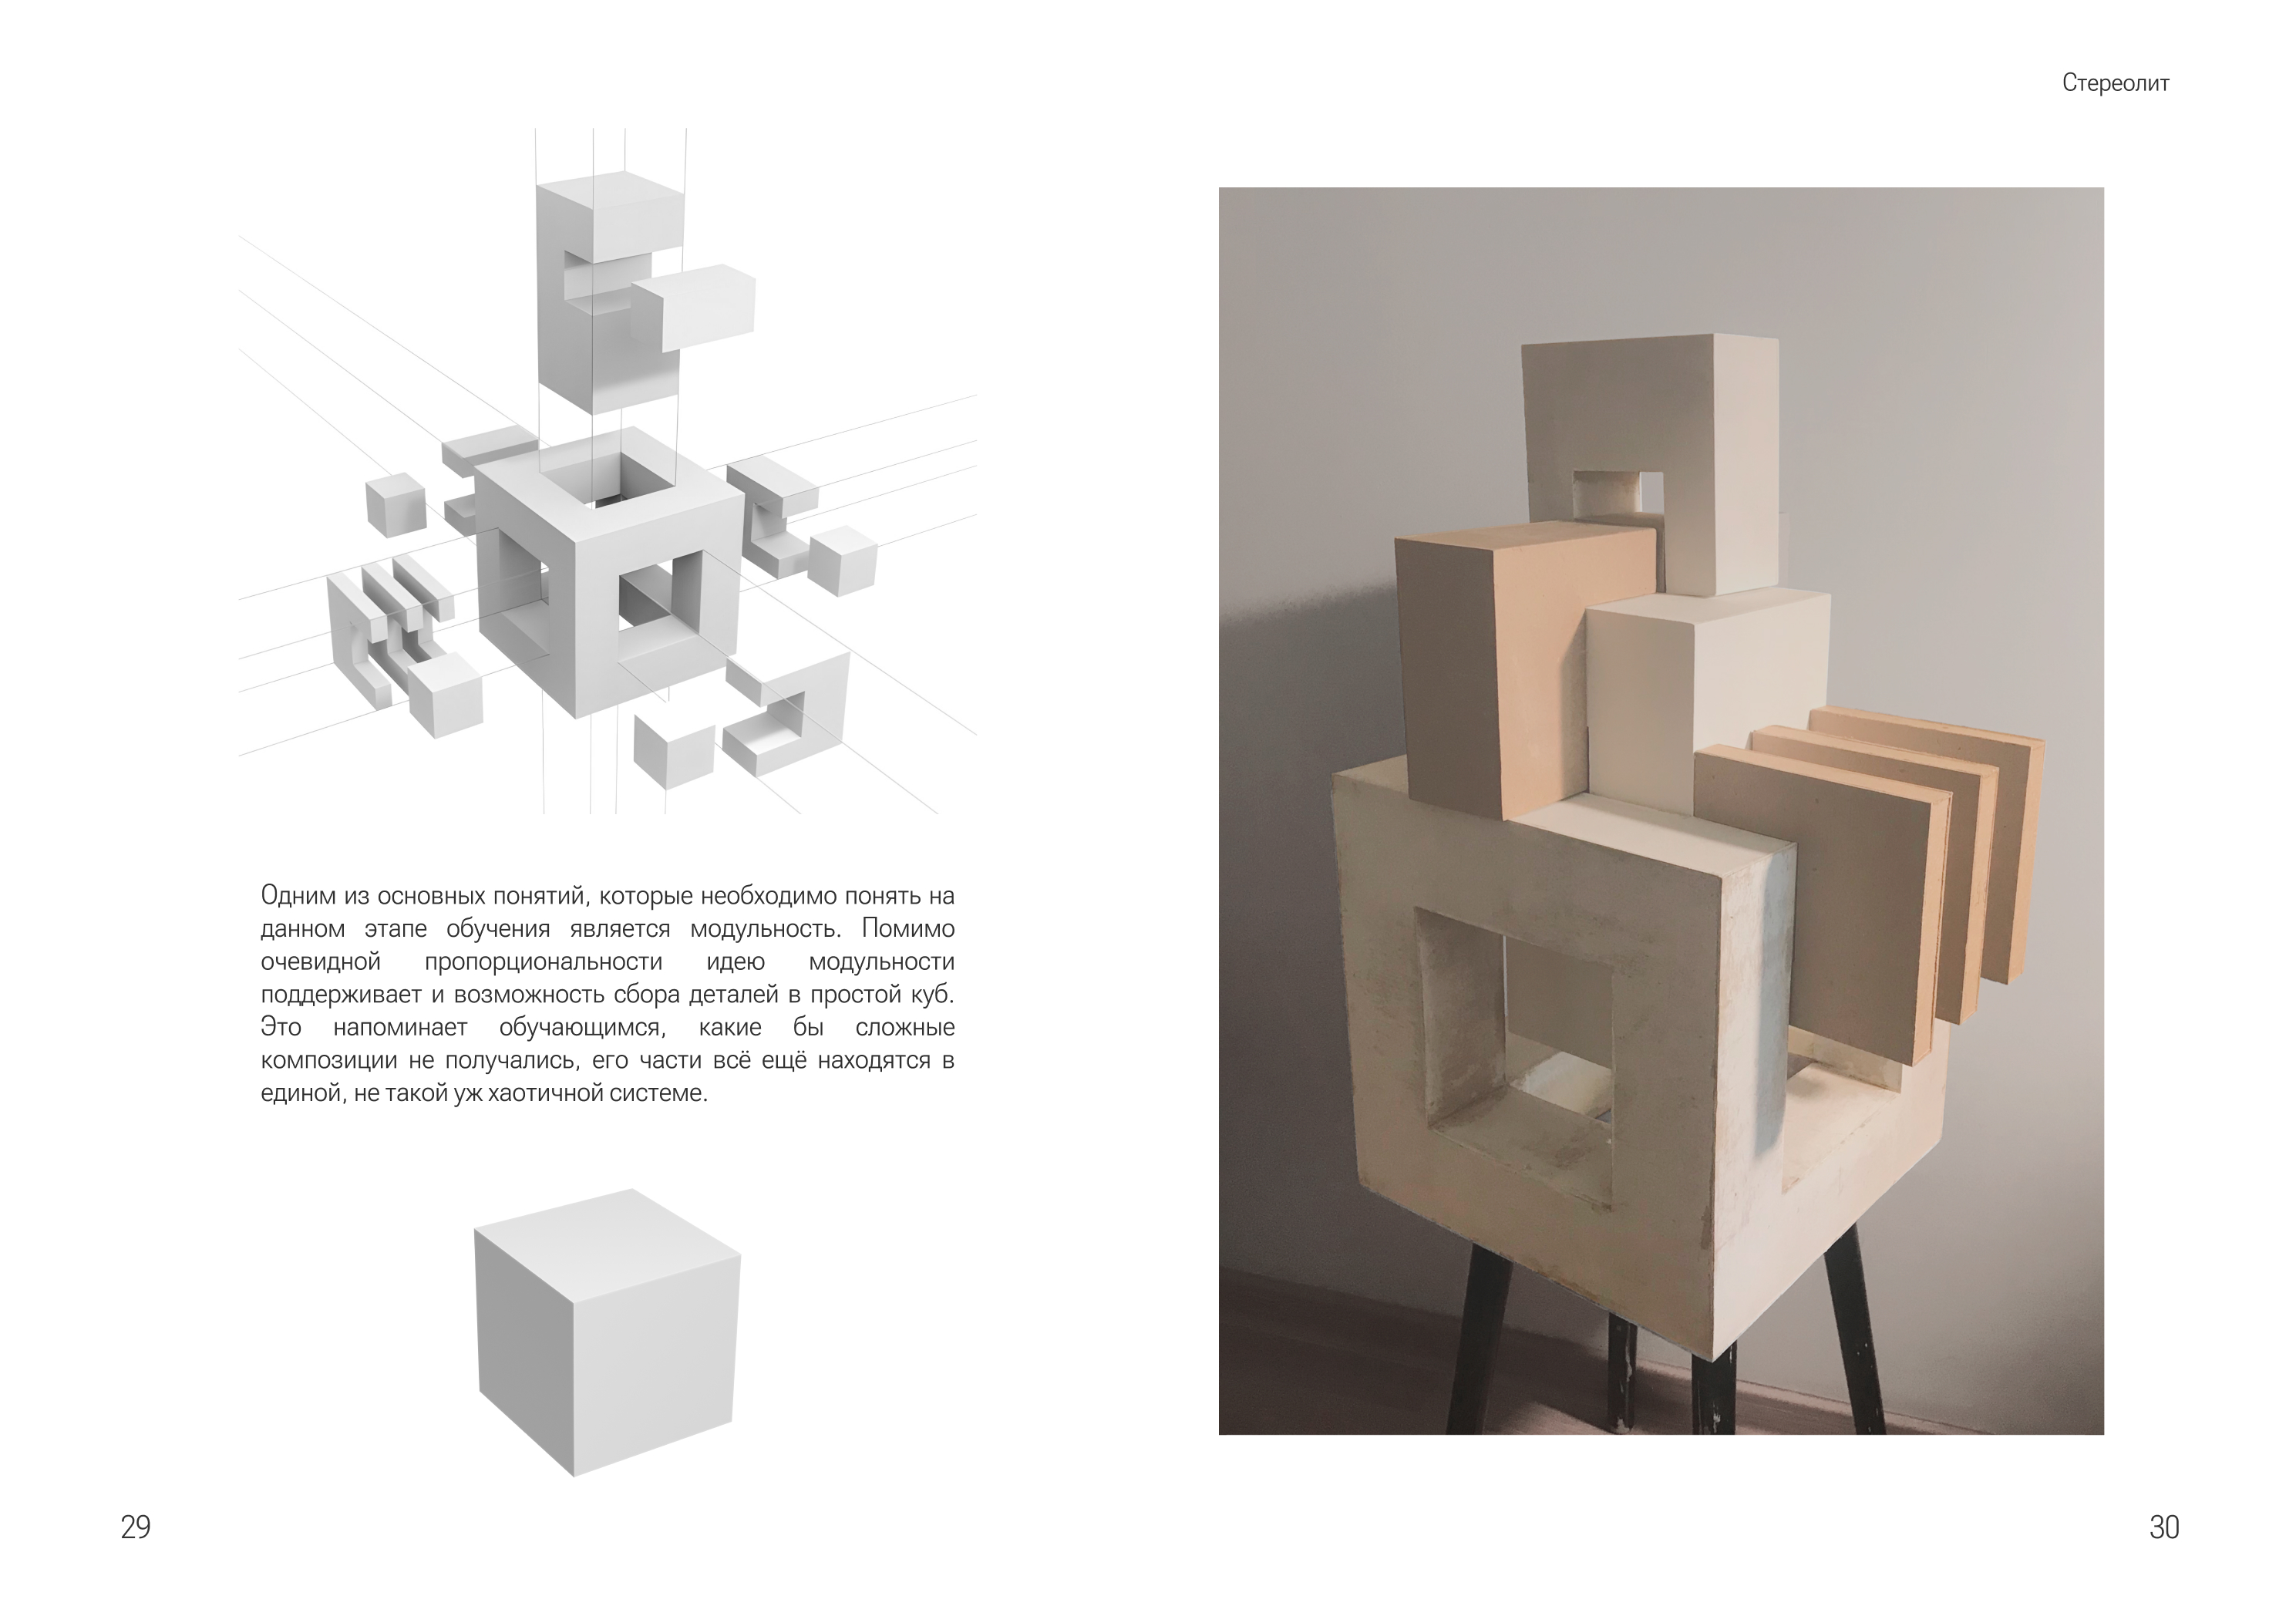 Стереолит
Одним из основных понятий, которые необходимо понять на
данном этапе обучения является модульность. Помимо
очевидной пропорциональности идею модульности
поддерживает и возможность сбора деталей в простой куб.
Это напоминает обучающимся, какие бы сложные
композиции не получались, его части всё ещё находятся в
единой, не такой уж хаотичной системе.
29
30